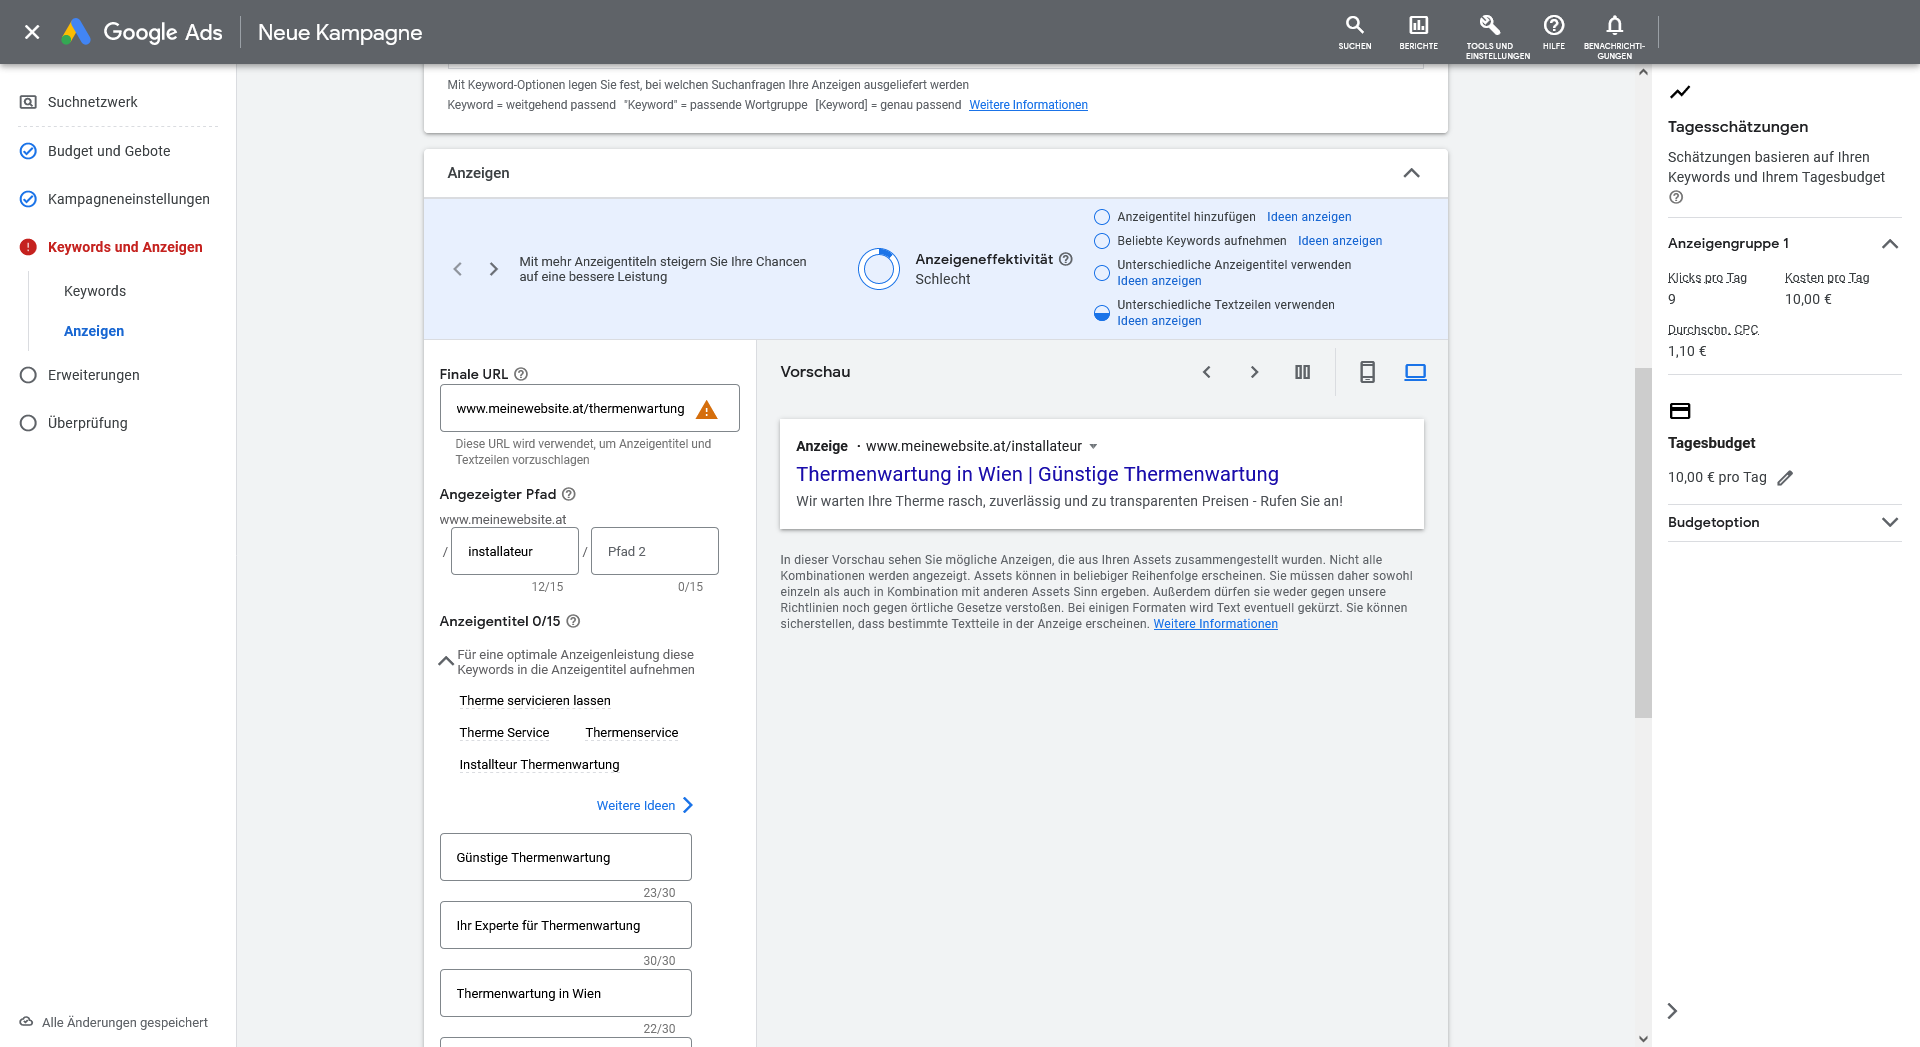 Google Ads
Neue Kampagne
SUCHEN
BERICHTE
TOOLS UND
EINSTELLUNGEN
HILFE
BENACHRICHTI-
GUNGEN
Suchnetzwerk
Budget und Gebote
Kampagneneinstellungen
Keywords und Anzeigen
Keywords
Anzeigen
Erweiterungen
Überprüfung
Alle Änderungen gespeichert
Mit Keyword-Optionen legen Sie fest, bei welchen Suchanfragen Ihre Anzeigen ausgeliefert werden
Keyword = weitgehend passend "Keyword" = passende Wortgruppe [Keyword] = genau passend Weitere Informationen
Anzeigen
Mit mehr Anzeigentiteln steigern Sie Ihre Chancen
auf eine bessere Leistung
Anzeigeneffektivität
Schlecht
Anzeigentitel hinzufügen Ideen anzeigen
Beliebte Keywords aufnehmen Ideen anzeigen
Unterschiedliche Anzeigentitel verwenden
Ideen anzeigen
Unterschiedliche Textzeilen verwenden
Ideen anzeigen
Finale URL
www.meinewebsite.at/thermenwartung
Diese URL wird verwendet, um Anzeigentitel und
Textzeilen vorzuschlagen
Angezeigter Pfad
www.meinewebsite.at
/ installateur / Pfad 2
12/15 0/15
Anzeigentitel 0/15
Für eine optimale Anzeigenleistung diese
Keywords in die Anzeigentitel aufnehmen
Therme servicieren lassen
Therme Service Thermenservice
Installteur Thermenwartung
Weitere Ideen
Günstige Thermenwartung
23/30
Ihr Experte für Thermenwartung
30/30
Thermenwartung in Wien
22/30
Vorschau
Anzeige · www.meinewebsite.at/installateur
Thermenwartung in Wien | Günstige Thermenwartung
Wir warten Ihre Therme rasch, zuverlässig und zu transparenten Preisen - Rufen Sie an!
In dieser Vorschau sehen Sie mögliche Anzeigen, die aus Ihren Assets zusammengestellt wurden. Nicht alle
Kombinationen werden angezeigt. Assets können in beliebiger Reihenfolge erscheinen. Sie müssen daher sowohl
einzeln als auch in Kombination mit anderen Assets Sinn ergeben. Außerdem dürfen sie weder gegen unsere
Richtlinien noch gegen örtliche Gesetze verstoßen. Bei einigen Formaten wird Text eventuell gekürzt. Sie können
sicherstellen, dass bestimmte Textteile in der Anzeige erscheinen. Weitere Informationen
Tagesschätzungen
Schätzungen basieren auf Ihren
Keywords und Ihrem Tagesbudget
Anzeigengruppe 1
Klicks pro Tag Kosten pro Tag
9 10,00 €
Durchschn. CPC
1,10 €
Tagesbudget
10,00 € pro Tag
Budgetoption